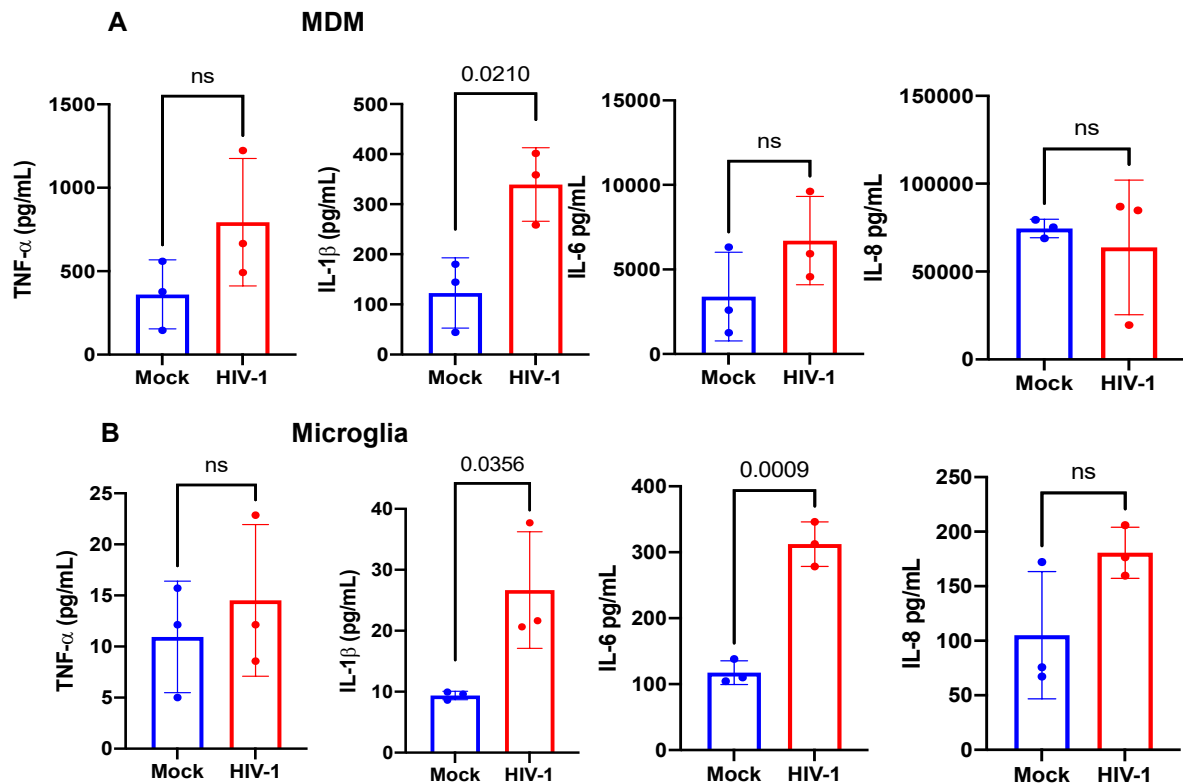 A MDM
ns
TNF-α (pg/mL)
1500
1000
500
0
Mock HIV-1
0.0210
IL-1β (pg/mL)
500
400
300
200
100
0
Mock HIV-1
ns
IL-6 pg/mL
15000
10000
5000
0
Mock HIV-1
ns
IL-8 pg/mL
150000
100000
50000
0
Mock HIV-1
B Microglia
ns
TNF-α (pg/mL)
25
20
15
10
5
0
Mock HIV-1
0.0356
IL-1β (pg/mL)
40
30
20
10
0
Mock HIV-1
0.0009
IL-6 pg/mL
400
300
200
100
0
Mock HIV-1
ns
IL-8 pg/mL
250
200
150
100
50
0
Mock HIV-1